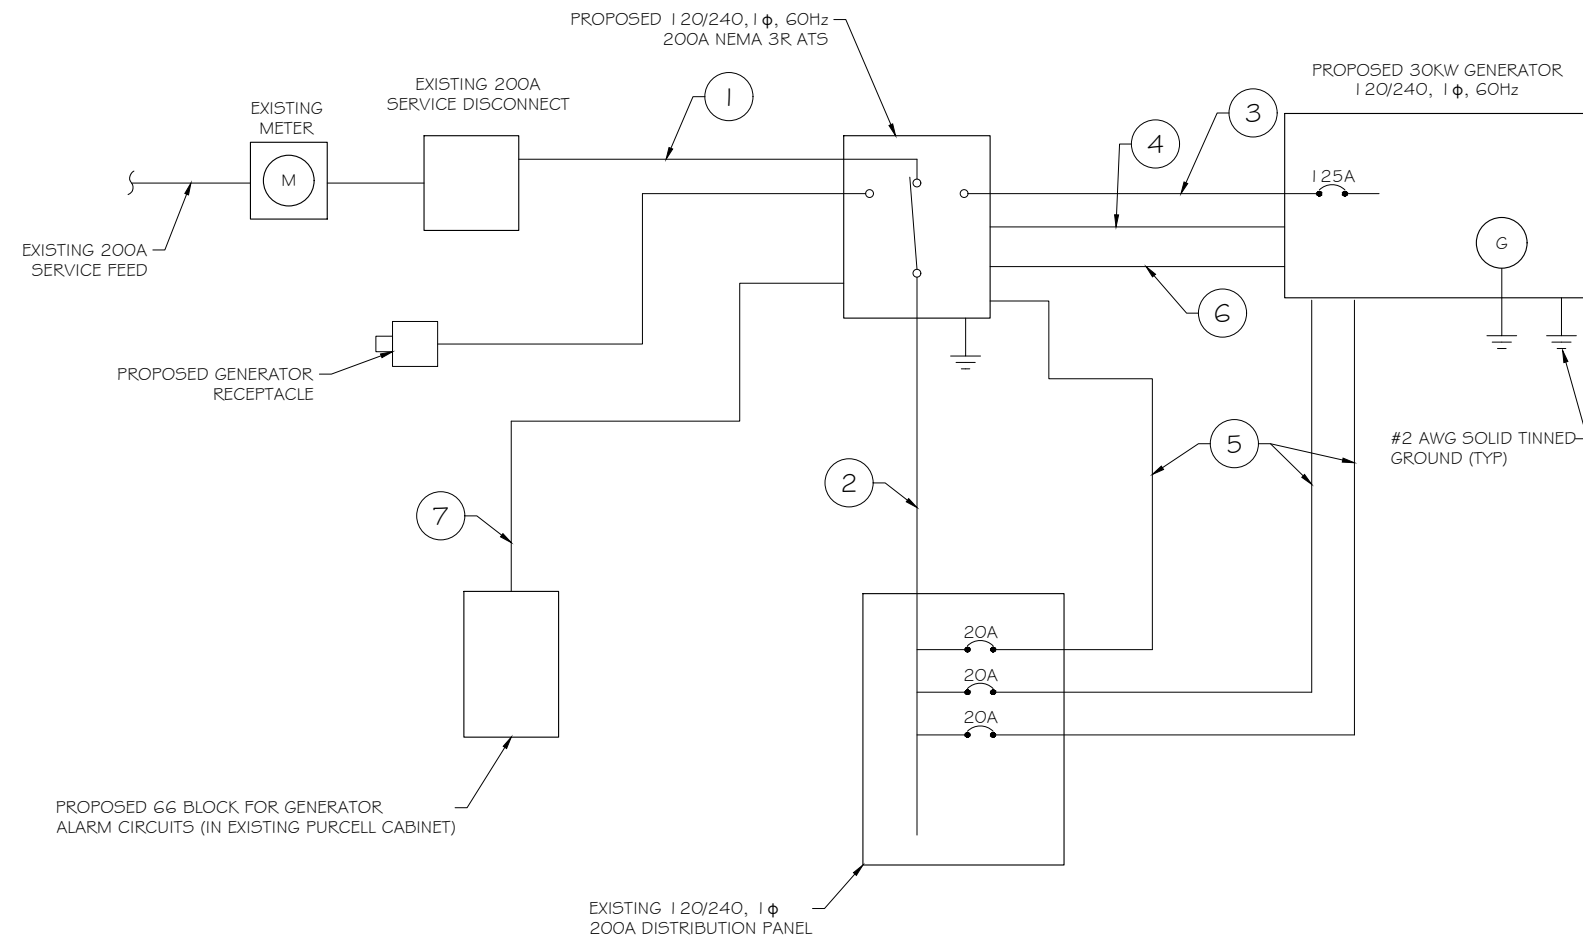 PROPOSED 120/240, 1ϕ, 60Hz
200A NEMA 3R ATS
EXISTING 200A
SERVICE DISCONNECT
EXISTING
METER
M
1
PROPOSED 30KW GENERATOR
120/240, 1ϕ, 60Hz
3
4
125A
G
6
EXISTING 200A
SERVICE FEED
PROPOSED GENERATOR
RECEPTACLE
#2 AWG SOLID TINNED
GROUND (TYP)
5
2
7
20A
20A
20A
PROPOSED 66 BLOCK FOR GENERATOR
ALARM CIRCUITS (IN EXISTING PURCELL CABINET)
EXISTING 120/240, 1ϕ
200A DISTRIBUTION PANEL